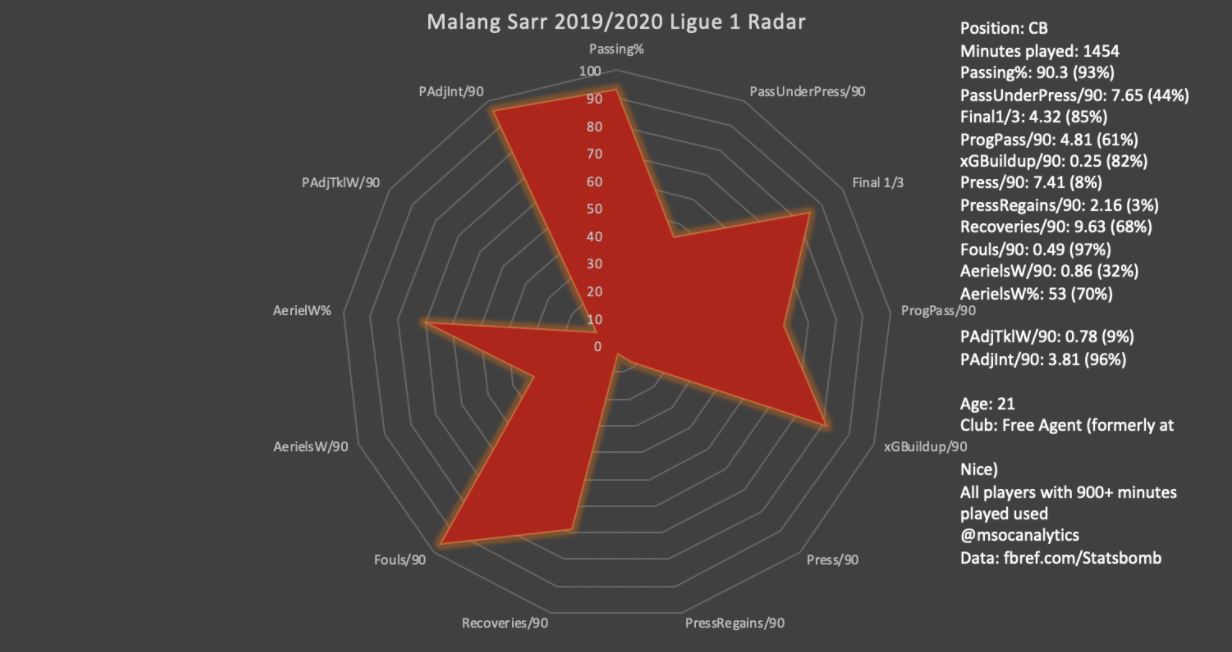 Malang Sarr 2019/2020 Ligue 1 Radar
Passing%
PassUnderPress/90
Final 1/3
ProgPass/90
xGBuildup/90
Press/90
PressRegains/90
Recoveries/90
Fouls/90
AerielsW/90
AerielW%
PAdjTklW/90
PAdjInt/90
100
90
80
70
60
50
40
30
20
10
0
Position: CB
Minutes played: 1454
Passing%: 90.3 (93%)
PassUnderPress/90: 7.65 (44%)
Final1/3: 4.32 (85%)
ProgPass/90: 4.81 (61%)
xGBuildup/90: 0.25 (82%)
Press/90: 7.41 (8%)
PressRegains/90: 2.16 (3%)
Recoveries/90: 9.63 (68%)
Fouls/90: 0.49 (97%)
AerielsW/90: 0.86 (32%)
AerielsW%: 53 (70%)
PAdjTklW/90: 0.78 (9%)
PAdjInt/90: 3.81 (96%)
Age: 21
Club: Free Agent (formerly at
Nice)
All players with 900+ minutes
played used
@msocanalytics
Data: fbref.com/Statsbomb